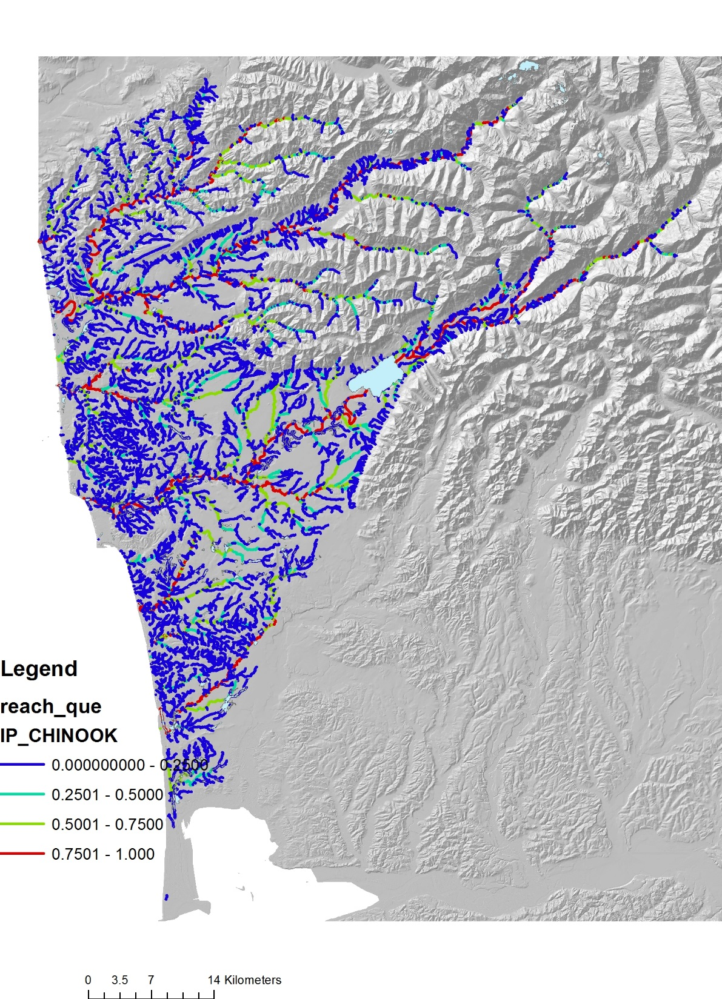 Legend
reach_que
IP_CHINOOK
0.000000000 - 0.2500
0.2501 - 0.5000
0.5001 - 0.7500
0.7501 - 1.000
0 3.5 7 14 Kilometers